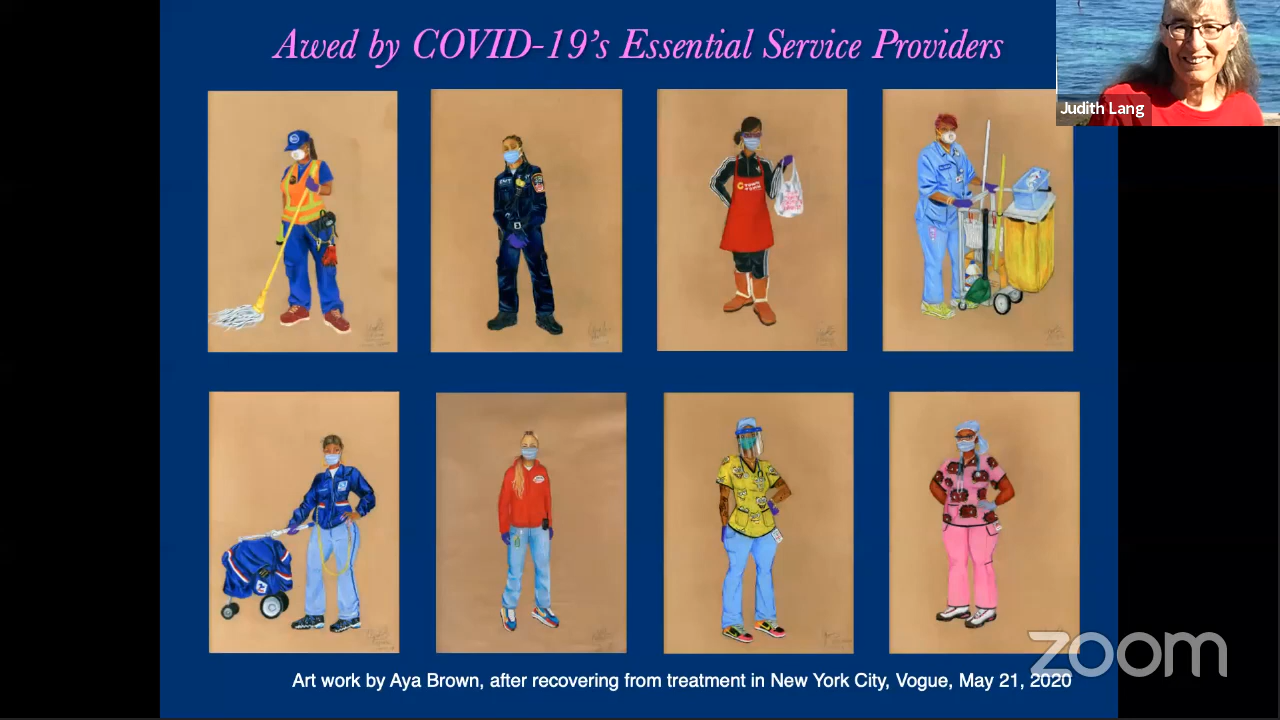 Awed by COVID-19's Essential Service Providers
Judith Lang
Art work by Aya Brown, after recovering from treatment in New York City, Vogue, May 21, 2020
zoom